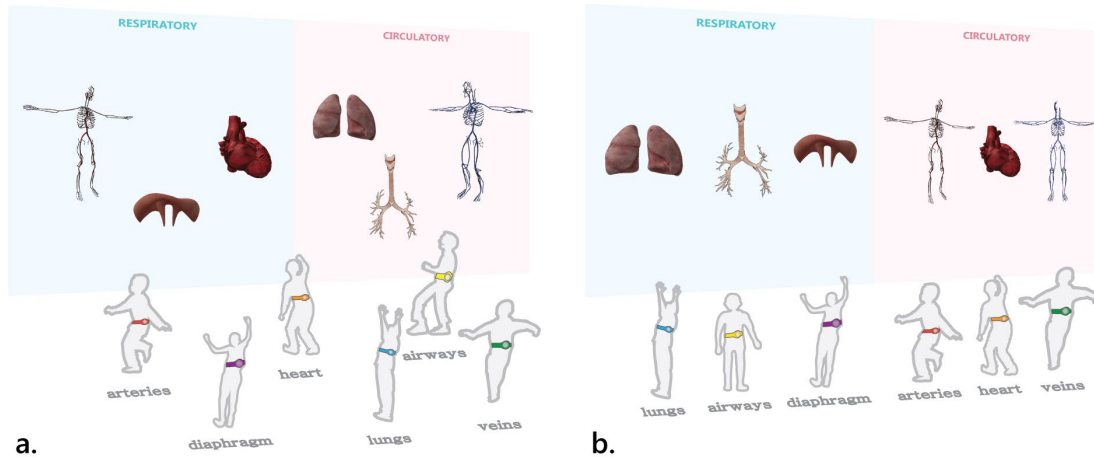 RESPIRATORY
CIRCULATORY
arteries
diaphragm
heart
lungs
airways
veins
a.
RESPIRATORY
CIRCULATORY
lungs
airways
diaphragm
arteries
heart
veins
b.